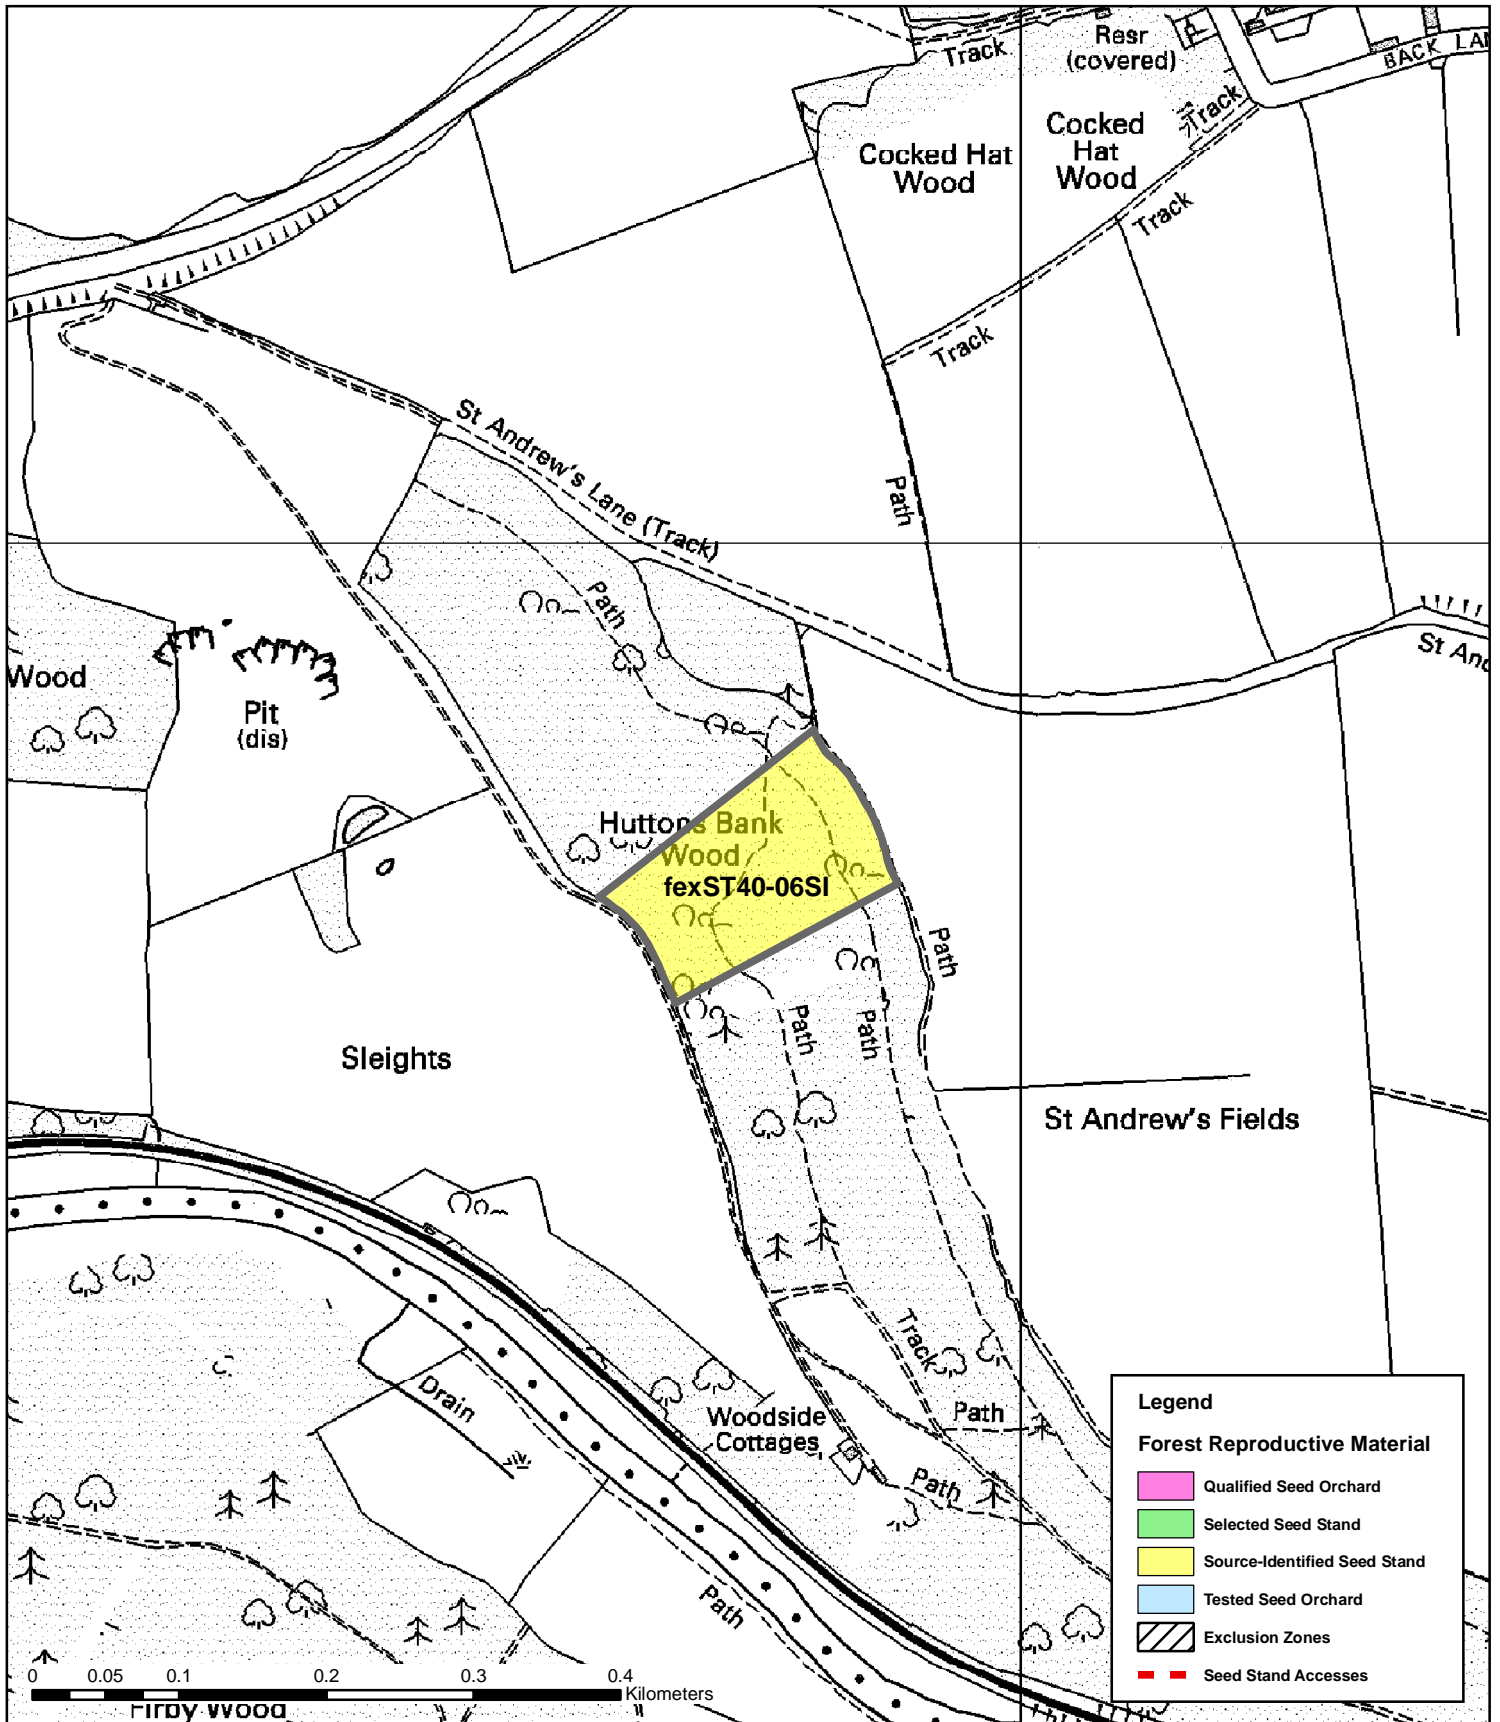 Resr
(covered)
Track
BACK LAN
Track
Cocked Hat
Wood
Cocked
Hat
Wood
Track
Track
St Andrew's Lane (Track)
Path
Path
St And
Wood
Pit
(dis)
Huttons Bank
Wood
fexST40-06SI
Path
Path
Path
Sleights
St Andrew's Fields
Track
Drain
Woodside
Cottages
Path
Path
Path
Firby Wood
0 0.05 0.1 0.2 0.3 0.4
Kilometers
Legend
Forest Reproductive Material
Qualified Seed Orchard
Selected Seed Stand
Source-Identified Seed Stand
Tested Seed Orchard
Exclusion Zones
Seed Stand Accesses